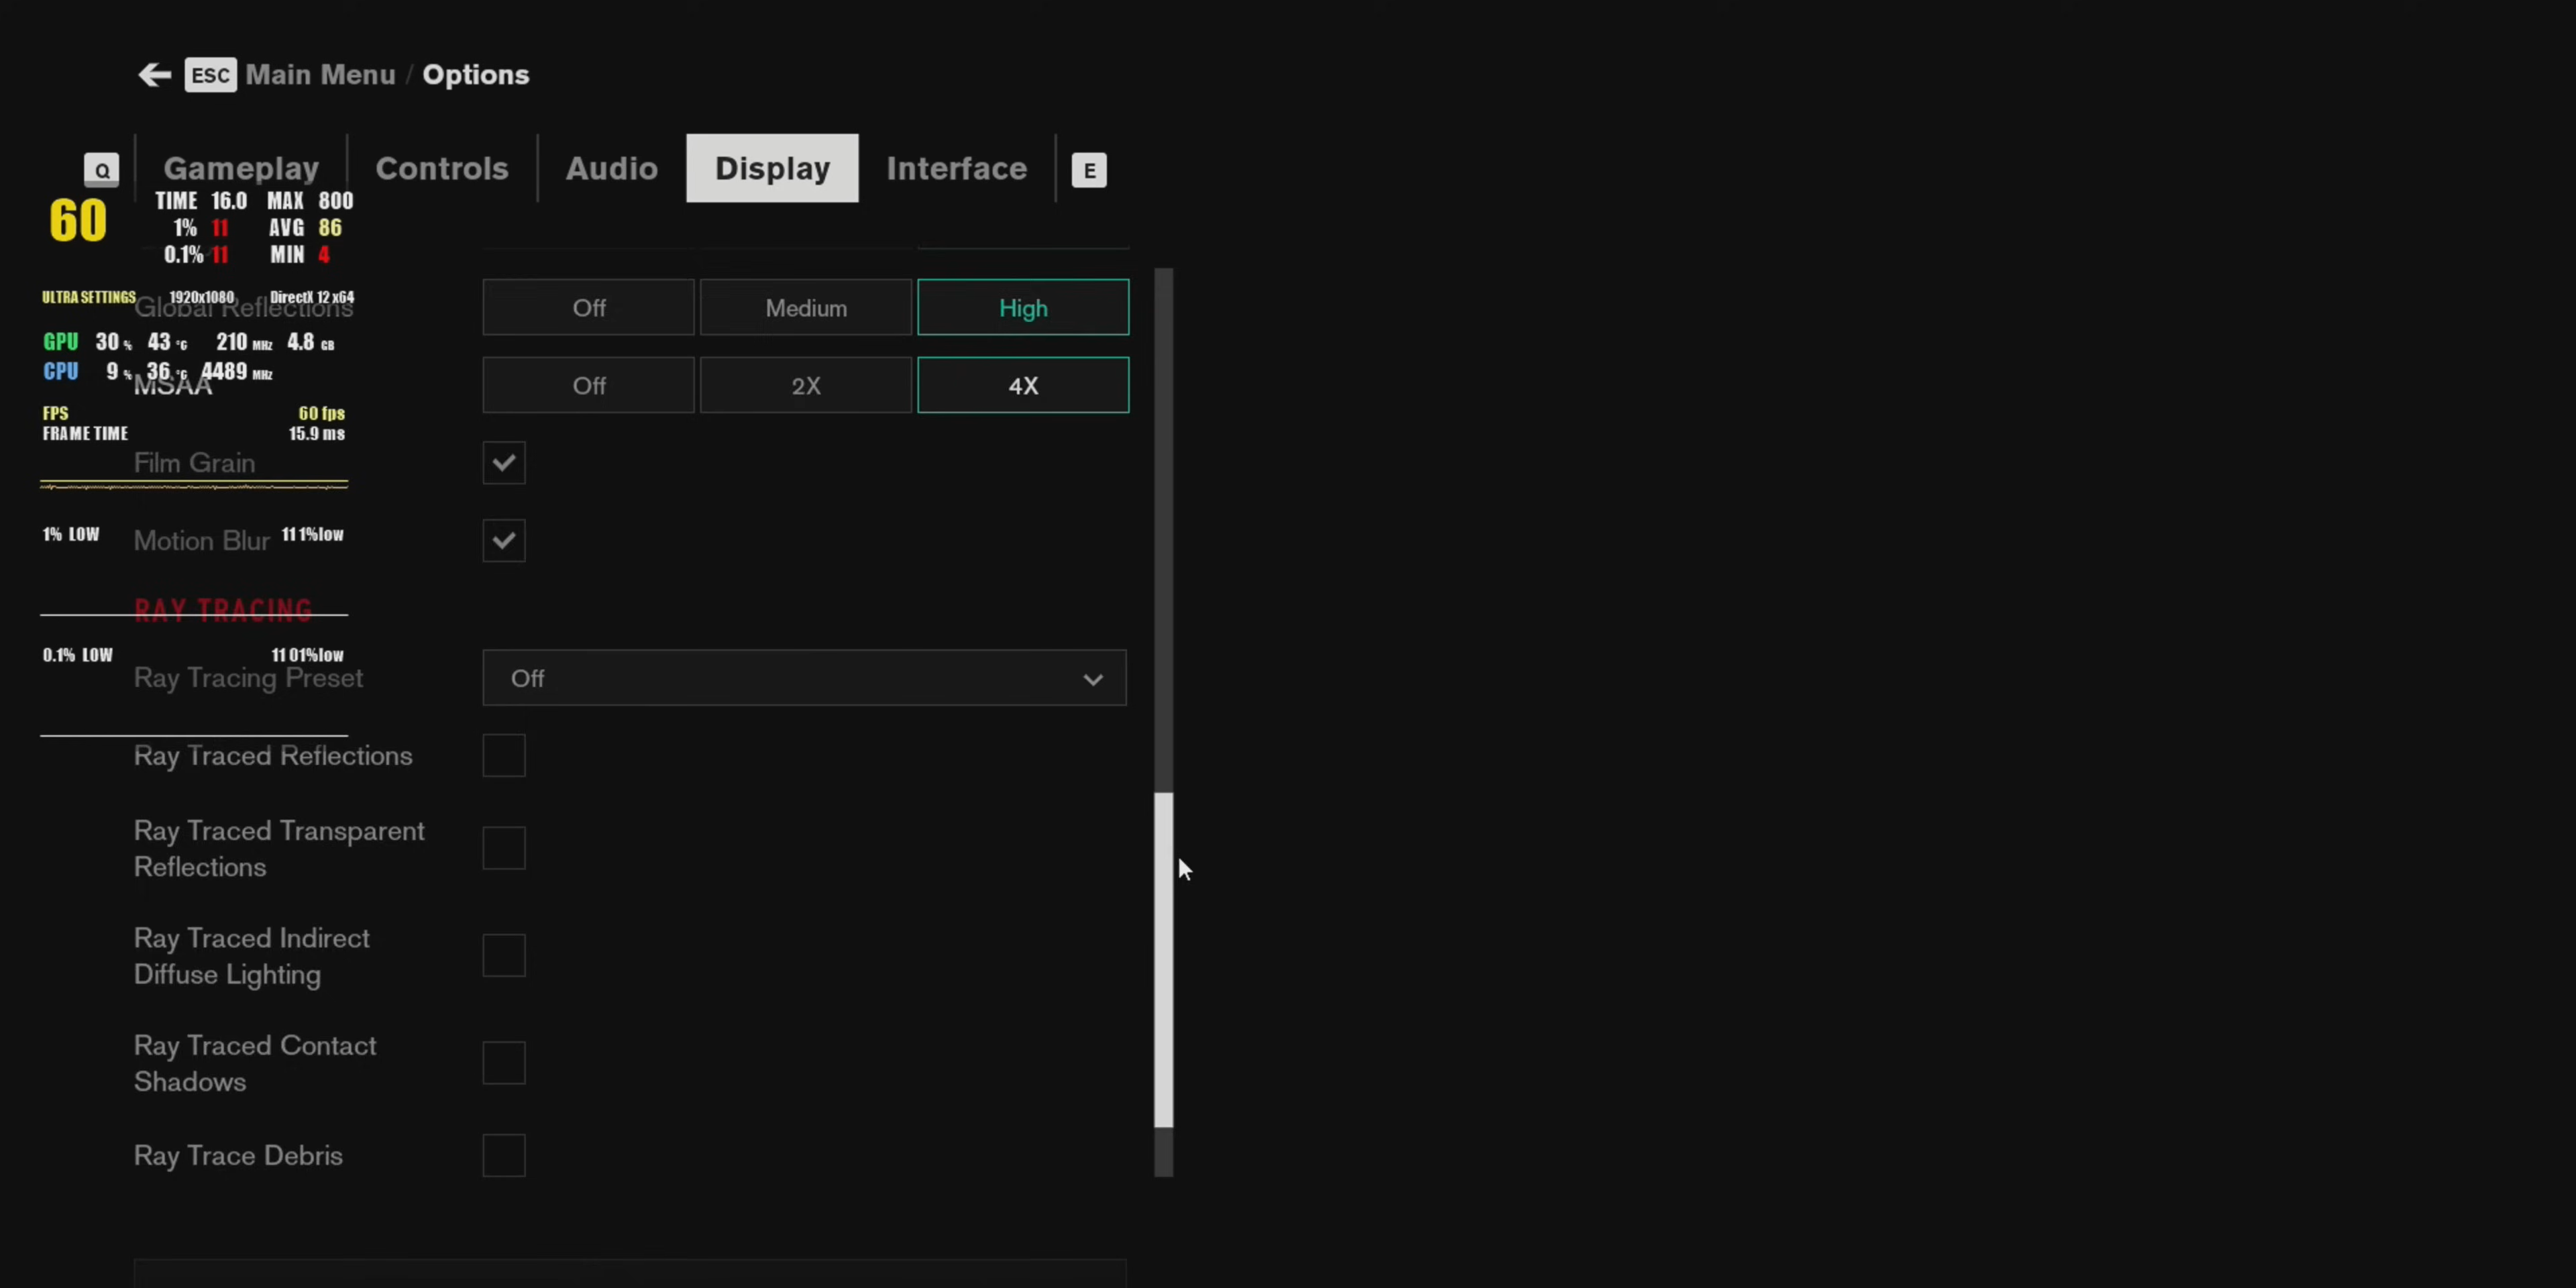 ESC Main Menu / Options
Q Gameplay Controls Audio Display Interface E
60 TIME 16.0 MAX 800
1% 11 AVG 86
0.1% 11 MIN 4
ULTRA SETTINGS 1920x1080 DirectX 12 x64
Global Reflections Off Medium High
GPU 30 % 43 °C 210 MHz 4.8 GB
CPU 9 % 36 °C 4489 MHz
MSAA Off 2X 4X
FPS 60 fps
FRAME TIME 15.9 ms
Film Grain
1% LOW 11 1%low
Motion Blur
RAY TRACING
0.1% LOW 11 01%low
Ray Tracing Preset Off
Ray Traced Reflections
Ray Traced Transparent
Reflections
Ray Traced Indirect
Diffuse Lighting
Ray Traced Contact
Shadows
Ray Trace Debris